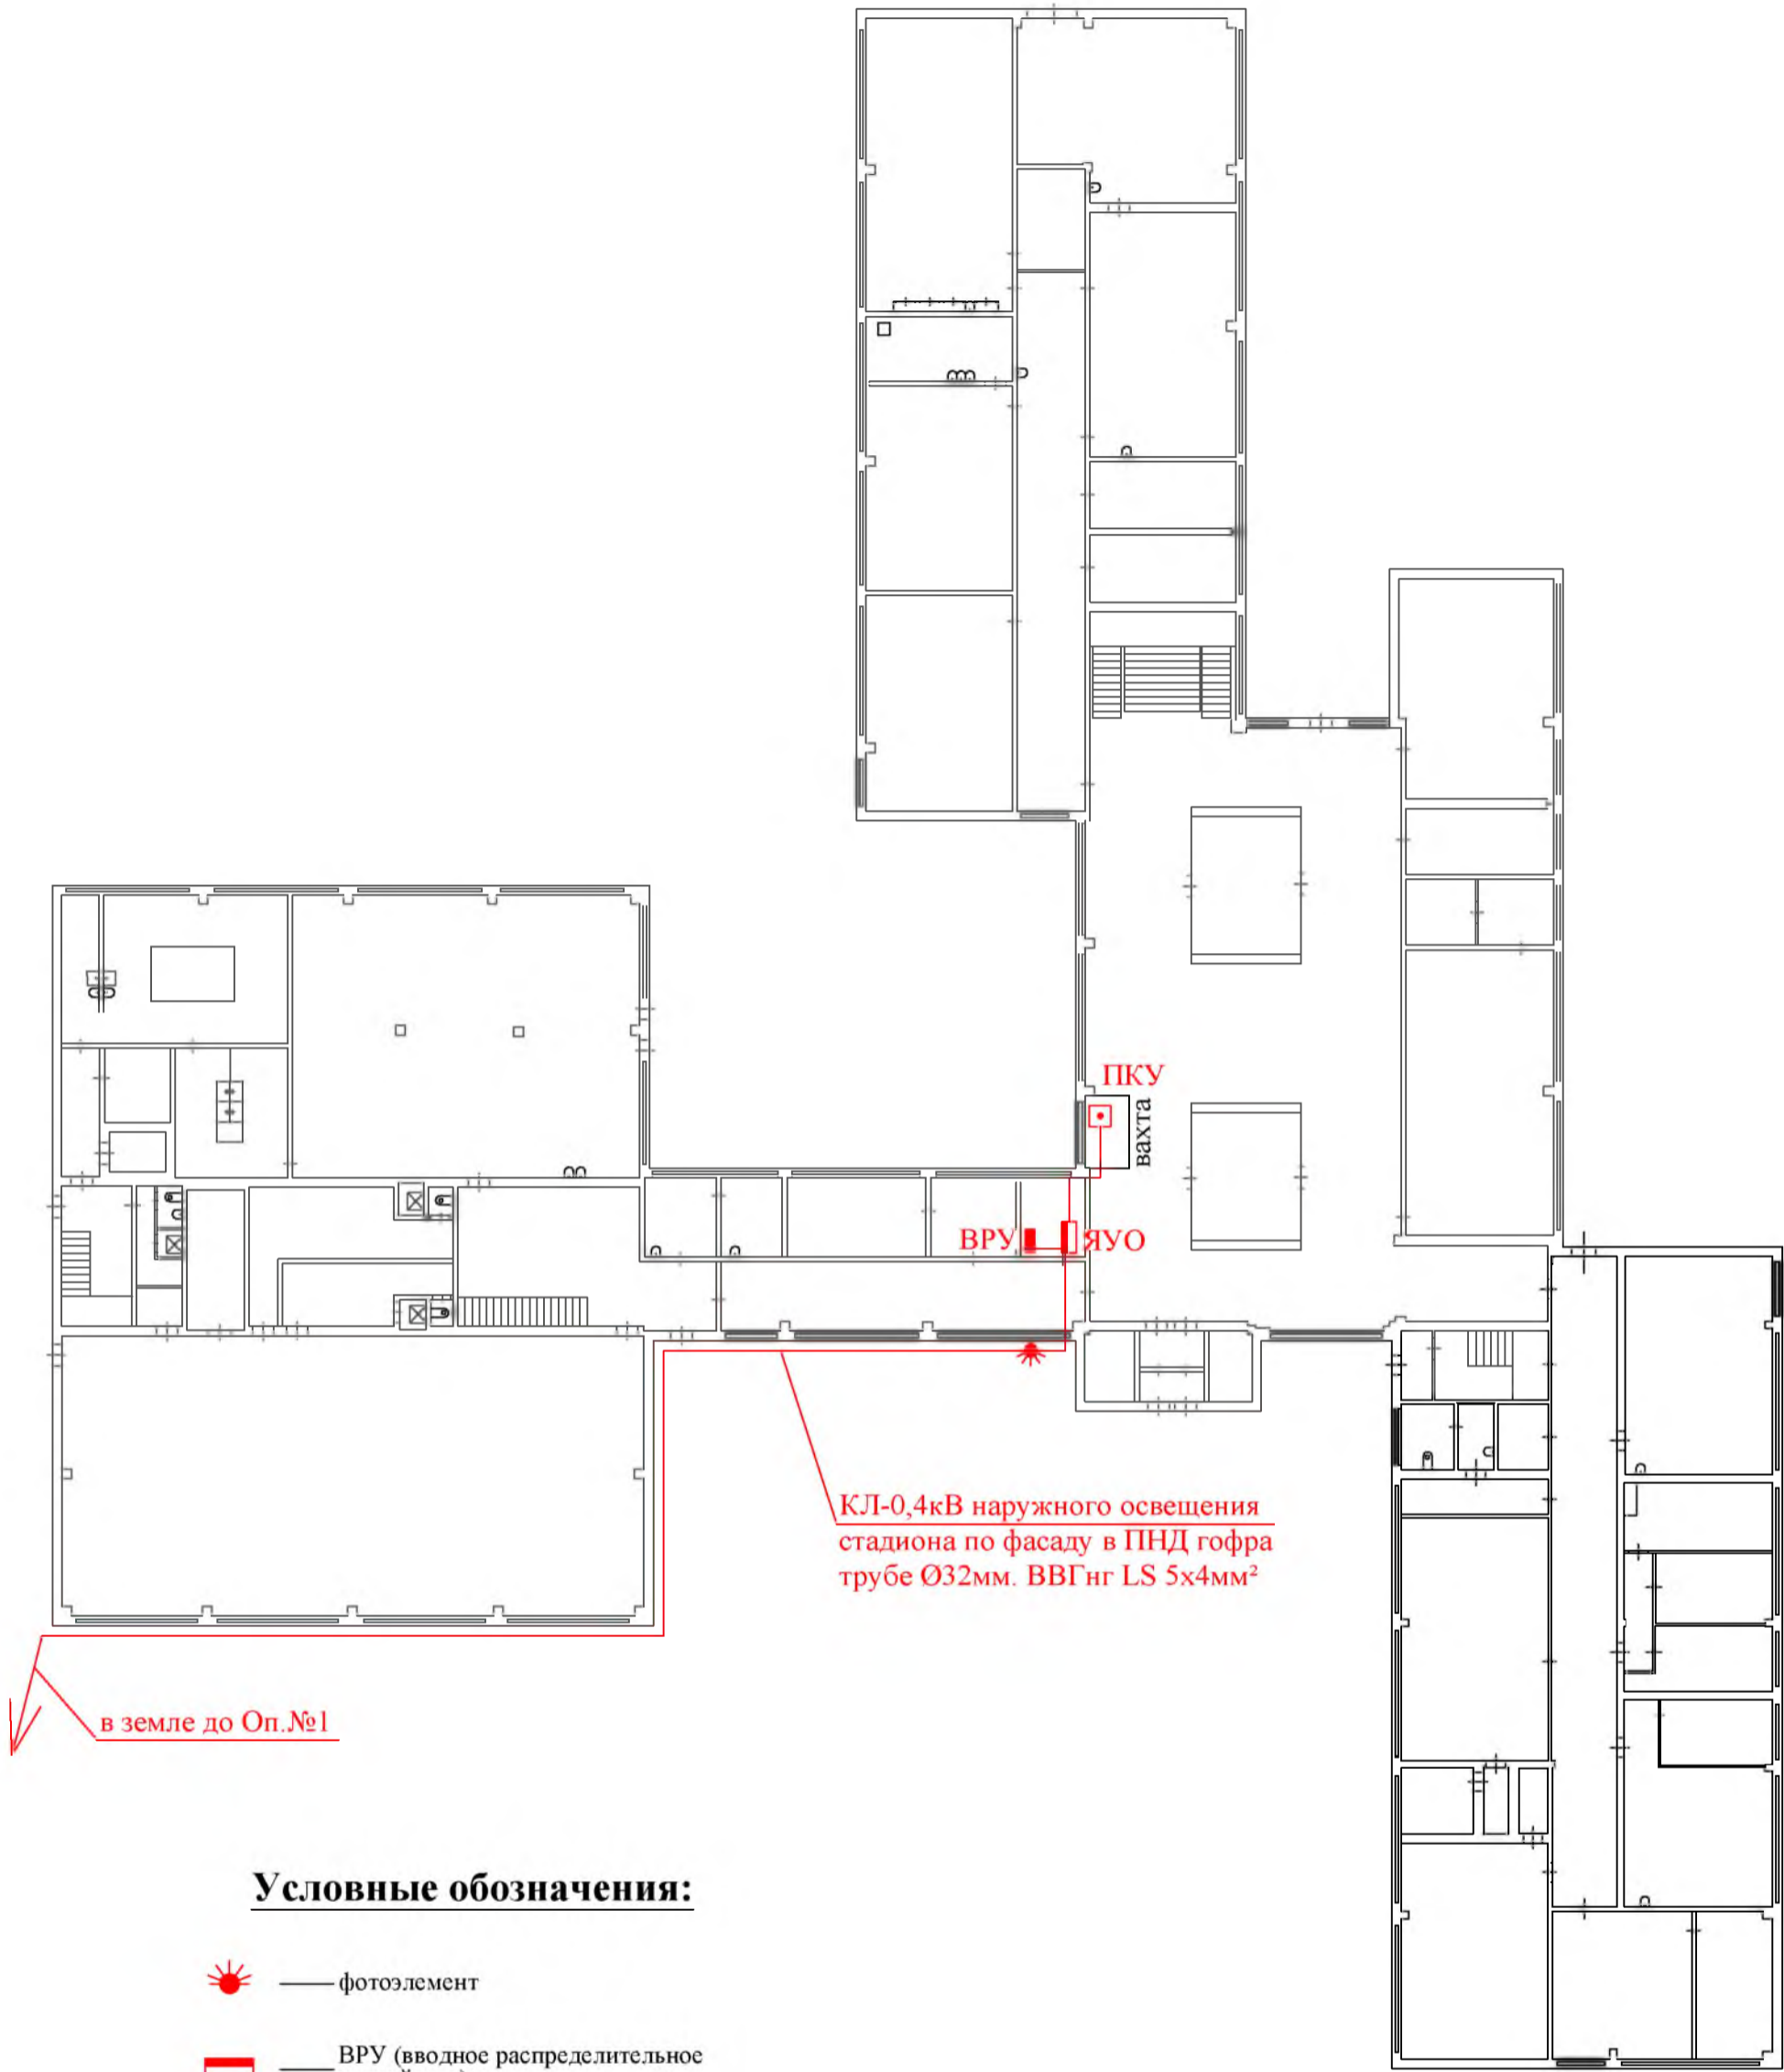 ПКУ
вахта
ВРУ
ЯУО
КЛ-0,4кВ наружного освещения
стадиона по фасаду в ПНД гофра
трубе Ø32мм. ВВГнг LS 5х4мм²
в земле до Оп.№1
Условные обозначения:
фотоэлемент
ВРУ (вводное распределительное